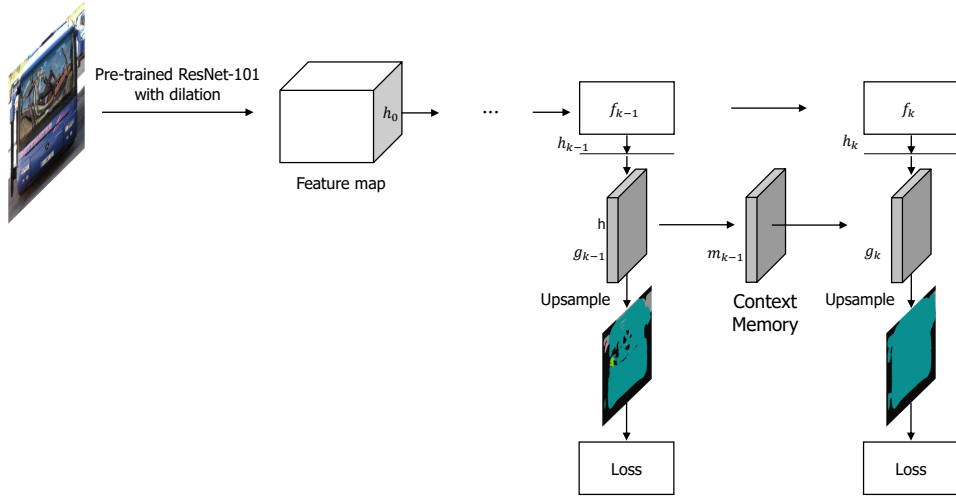 Pre-trained ResNet-101
with dilation
h₀
Feature map
...
fₖ₋₁
hₖ₋₁
h
gₖ₋₁
Upsample
Loss
mₖ₋₁
Context
Memory
fₖ
hₖ
gₖ
Upsample
Loss